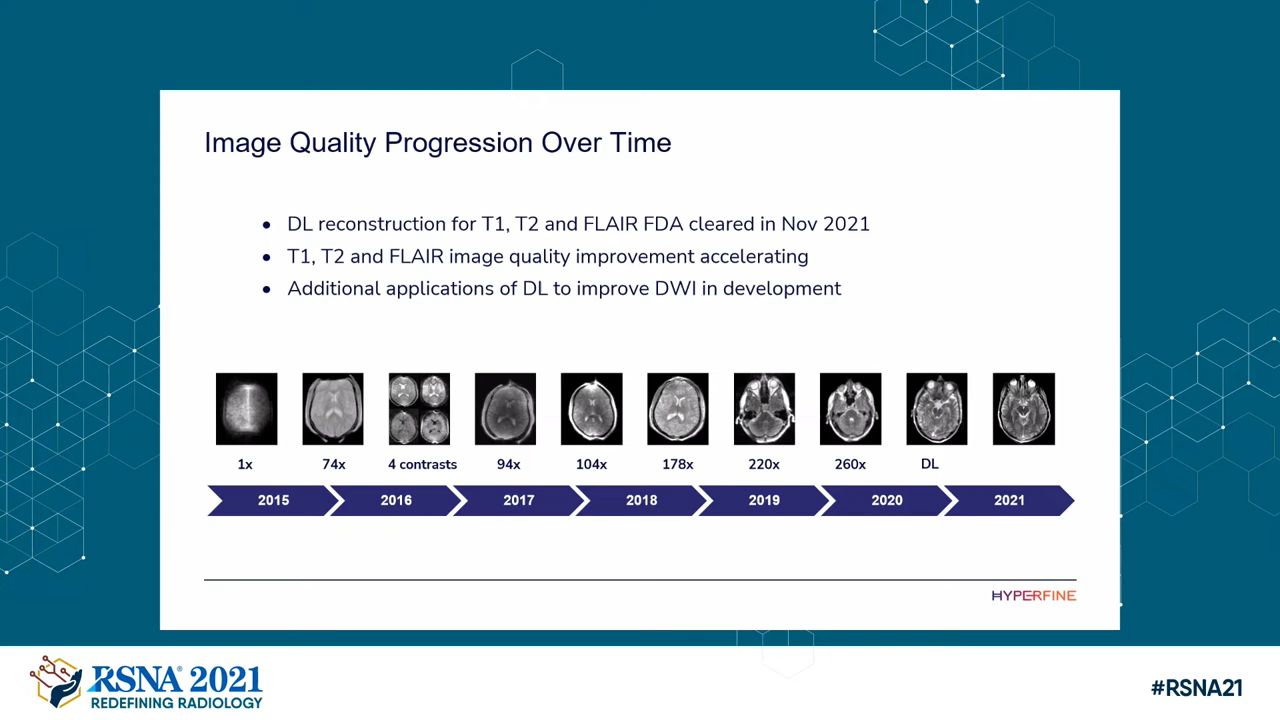 Image Quality Progression Over Time
● DL reconstruction for T1, T2 and FLAIR FDA cleared in Nov 2021
● T1, T2 and FLAIR image quality improvement accelerating
● Additional applications of DL to improve DWI in development
1x 74x 4 contrasts 94x 104x 178x 220x 260x DL
2015 2016 2017 2018 2019 2020 2021
HYPERFINE
RSNA® 2021
REDEFINING RADIOLOGY
#RSNA21